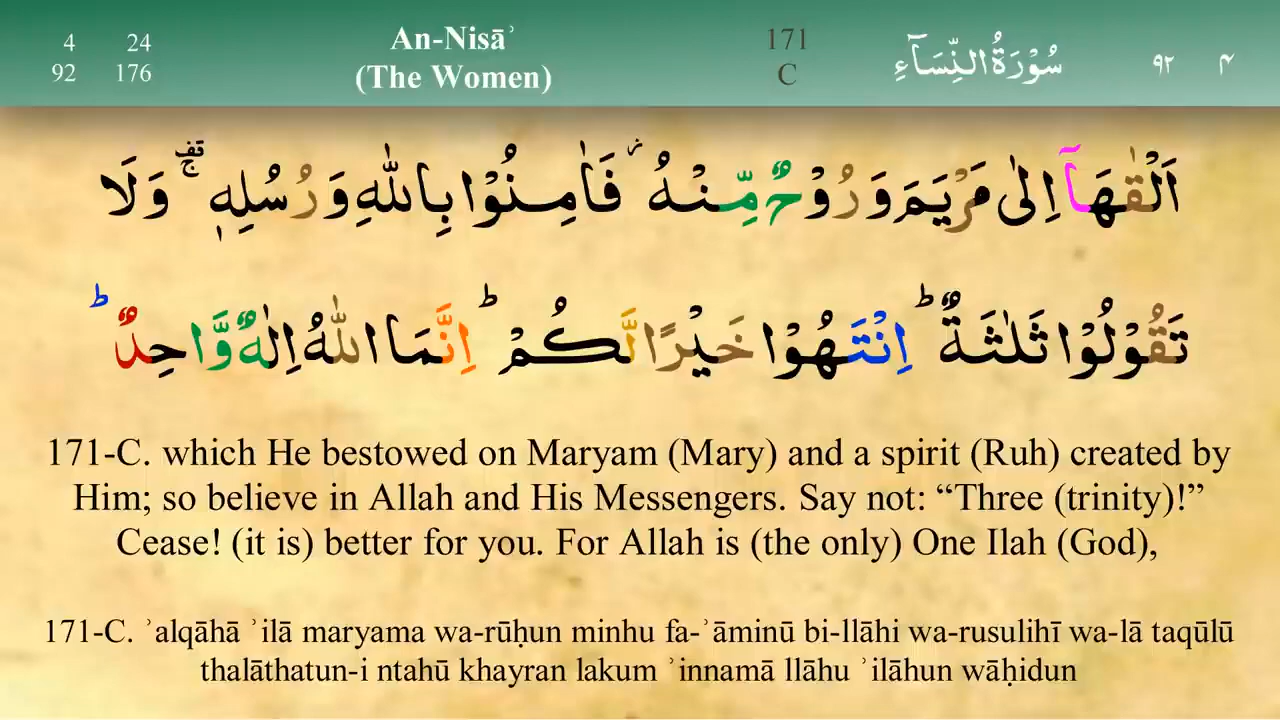 4 24 An-Nisāʾ 171 سُوْرَةُ النِّسَآءِ ٩٢ ٤
92 176 (The Women) C
اَلْقٰهَاۤ اِلٰى مَرْيَمَ وَرُوْحٌ مِّنْهُ ؗ فَاٰمِنُوْا بِاللّٰهِ وَرُسُلِهٖ ۚ قف وَلَا
تَقُوْلُوْا ثَلٰثَةٌ ؕ اِنْتَهُوْا خَيْرًا لَّكُمْ ؕ اِنَّمَا اللّٰهُ اِلٰهٌ وَّاحِدٌ ؕ
171-C. which He bestowed on Maryam (Mary) and a spirit (Ruh) created by
Him; so believe in Allah and His Messengers. Say not: “Three (trinity)!”
Cease! (it is) better for you. For Allah is (the only) One Ilah (God),
171-C. ʾalqāhā ʾilā maryama wa-rūḥun minhu fa-ʾāminū bi-llāhi wa-rusulihī wa-lā taqūlū
thalāthatun-i ntahū khayran lakum ʾinnamā llāhu ʾilāhun wāḥidun